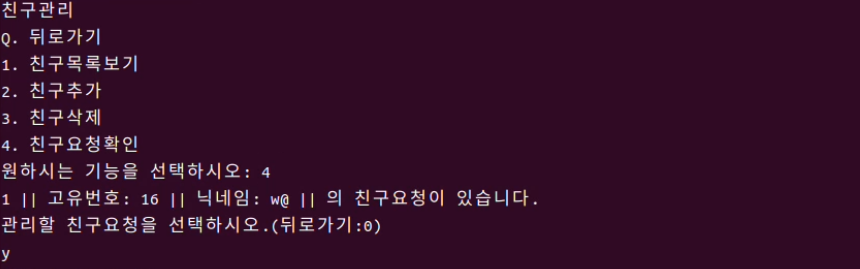 친구관리
Q. 뒤로가기
1. 친구목록보기
2. 친구추가
3. 친구삭제
4. 친구요청확인
원하시는 기능을 선택하시오: 4
1 || 고유번호: 16 || 닉네임: w@ || 의 친구요청이 있습니다.
관리할 친구요청을 선택하시오.(뒤로가기:0)
y